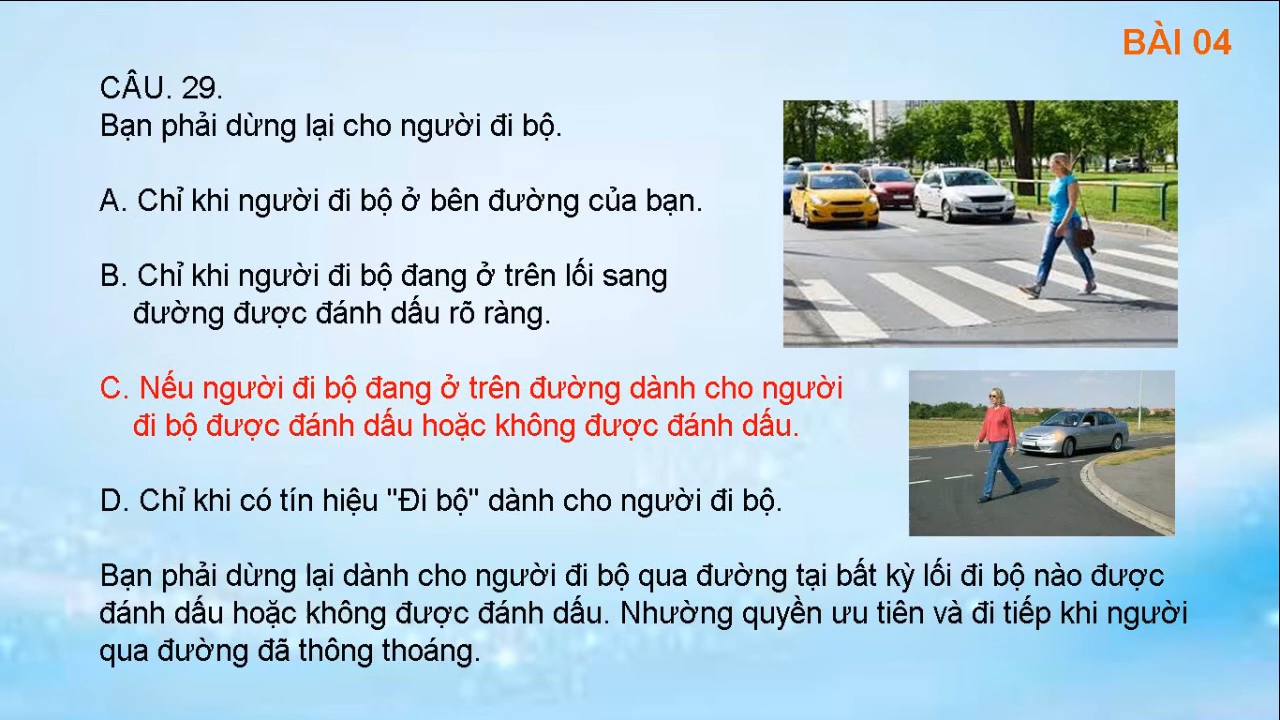 BÀI 04
CÂU. 29.
Bạn phải dừng lại cho người đi bộ.
A. Chỉ khi người đi bộ ở bên đường của bạn.
B. Chỉ khi người đi bộ đang ở trên lối sang
đường được đánh dấu rõ ràng.
C. Nếu người đi bộ đang ở trên đường dành cho người
đi bộ được đánh dấu hoặc không được đánh dấu.
D. Chỉ khi có tín hiệu "Đi bộ" dành cho người đi bộ.
Bạn phải dừng lại dành cho người đi bộ qua đường tại bất kỳ lối đi bộ nào được
đánh dấu hoặc không được đánh dấu. Nhường quyền ưu tiên và đi tiếp khi người
qua đường đã thông thoáng.